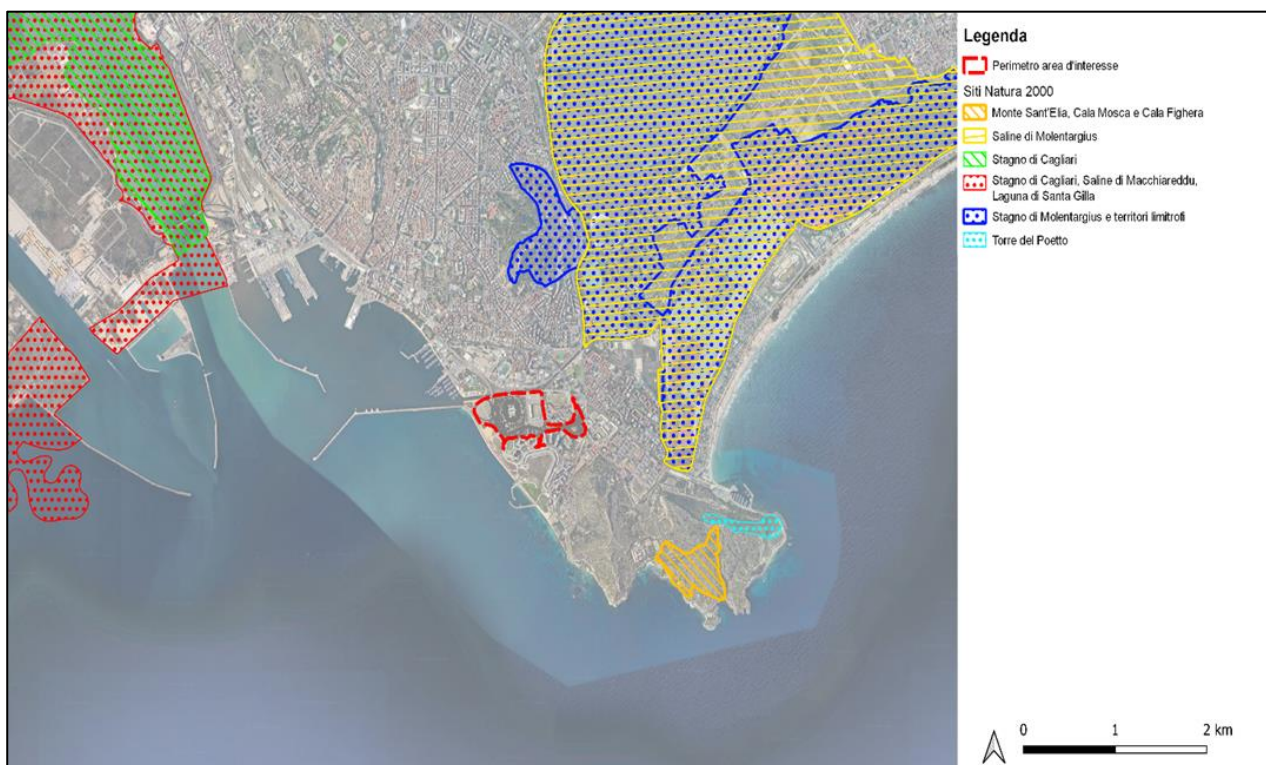 Legenda
Perimetro area d'interesse
Siti Natura 2000
Monte Sant'Elia, Cala Mosca e Cala Fighera
Saline di Molentargius
Stagno di Cagliari
Stagno di Cagliari, Saline di Macchiareddu,
Laguna di Santa Gilla
Stagno di Molentargius e territori limitrofi
Torre del Poetto
0 1 2 km